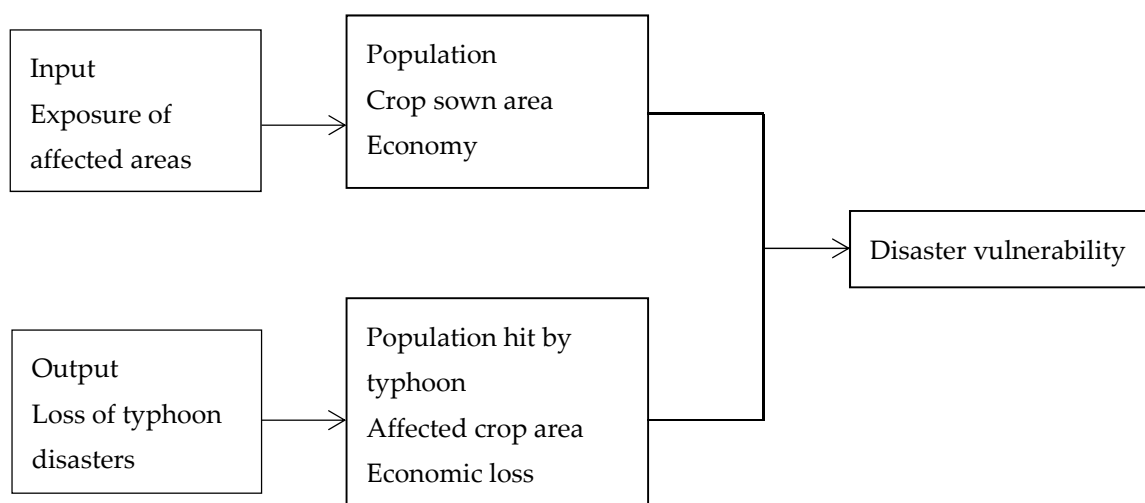 Input
Exposure of
affected areas
Population
Crop sown area
Economy
Disaster vulnerability
Output
Loss of typhoon
disasters
Population hit by
typhoon
Affected crop area
Economic loss